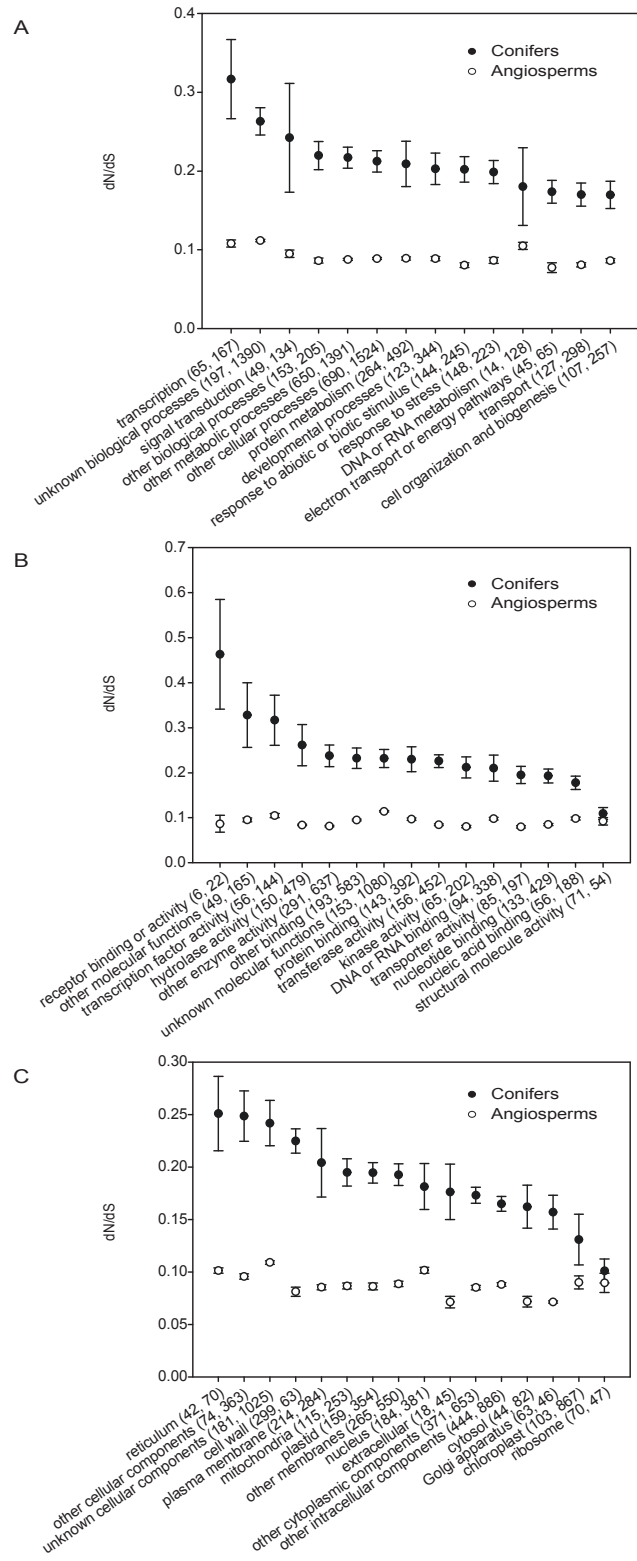 A
0.4
0.3
0.2
0.1
0.0
dN/dS
Conifers
Angiosperms
transcription (65, 167)
unknown biological processes (197, 1390)
signal transduction (49, 134)
other biological processes (153, 205)
other metabolic processes (650, 1391)
other cellular processes (690, 1524)
protein metabolism (264, 492)
developmental processes (123, 344)
response to abiotic or biotic stimulus (144, 245)
response to stress (148, 223)
DNA or RNA metabolism (14, 128)
electron transport or energy pathways (45, 65)
transport (127, 298)
cell organization and biogenesis (107, 257)
B
0.7
0.6
0.5
0.4
0.3
0.2
0.1
0.0
dN/dS
Conifers
Angiosperms
receptor binding or activity (6, 22)
other molecular functions (49, 165)
transcription factor activity (56, 144)
hydrolase activity (150, 479)
other enzyme activity (291, 637)
other binding (193, 583)
unknown molecular functions (153, 1080)
protein binding (143, 392)
transferase activity (156, 452)
kinase activity (65, 202)
DNA or RNA binding (94, 338)
transporter activity (85, 197)
nucleotide binding (133, 429)
nucleic acid binding (56, 188)
structural molecule activity (71, 54)
C
0.30
0.25
0.20
0.15
0.10
0.05
0.00
dN/dS
Conifers
Angiosperms
reticulum (42, 70)
other cellular components (74, 363)
unknown cellular components (181, 1025)
cell wall (299, 63)
plasma membrane (214, 284)
mitochondria (115, 253)
plastid (159, 354)
other membranes (265, 550)
nucleus (184, 381)
extracellular (18, 45)
other cytoplasmic components (371, 653)
other intracellular components (444, 886)
cytosol (44, 82)
Golgi apparatus (63, 46)
chloroplast (103, 867)
ribosome (70, 47)